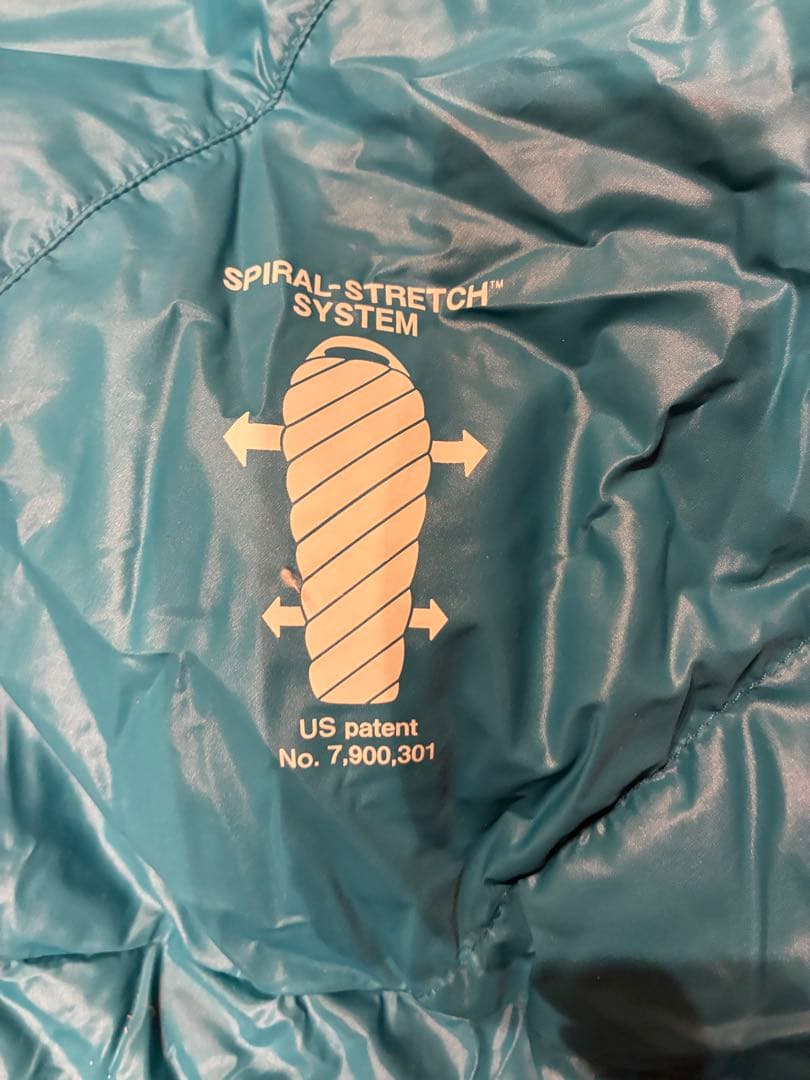 SPIRAL-STRETCH™
SYSTEM
US patent
No. 7,900,301